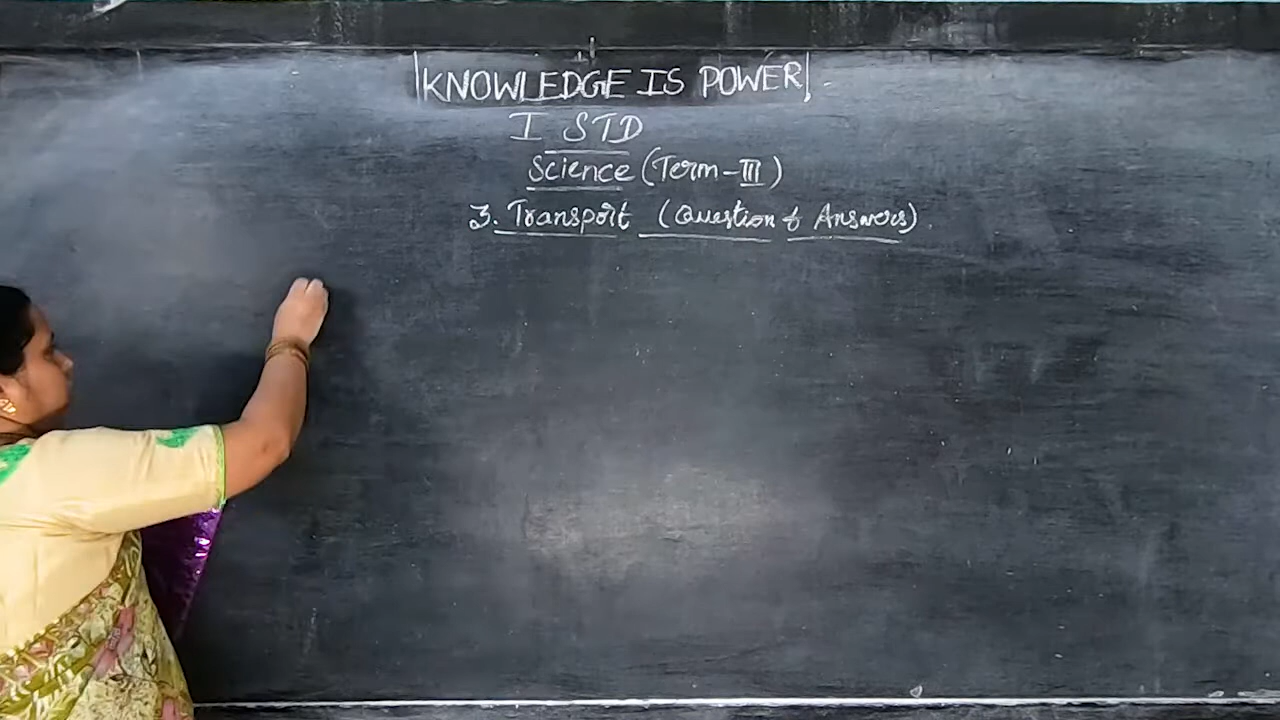 KNOWLEDGE IS POWER
I STD
Science (Term-III)
3. Transport (Question & Answers)